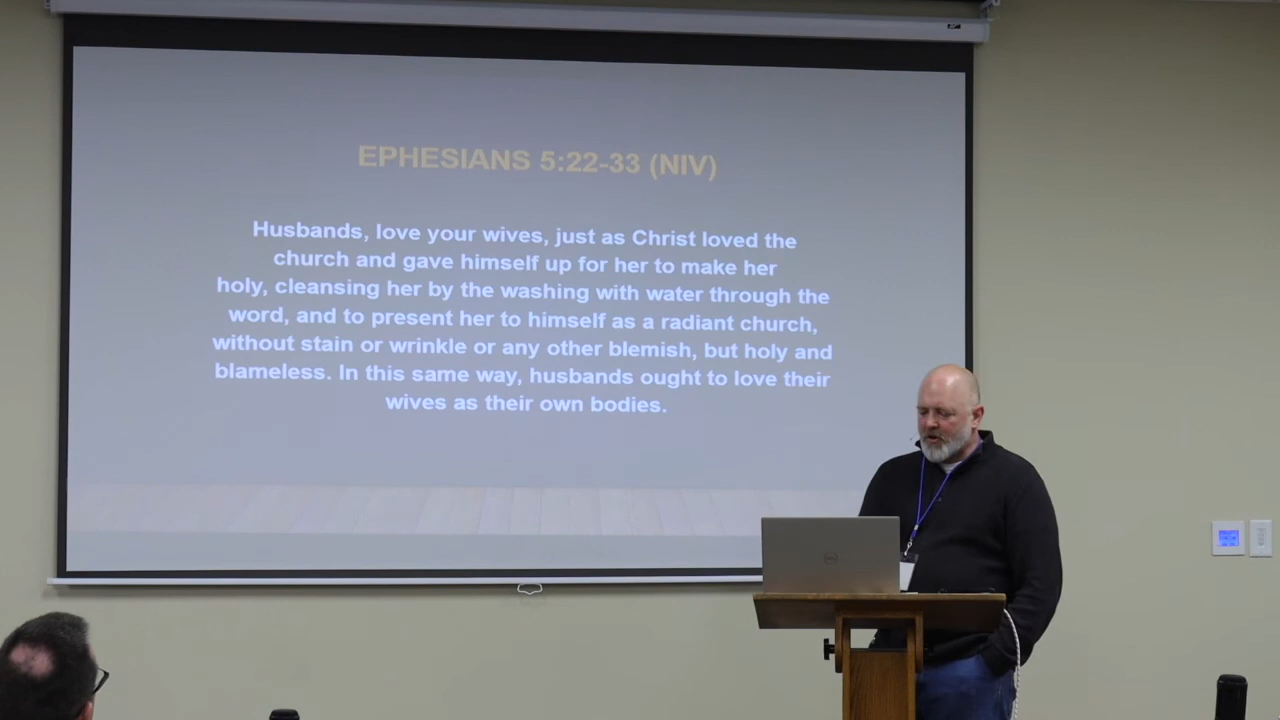 EPHESIANS 5:22-33 (NIV)
Husbands, love your wives, just as Christ loved the
church and gave himself up for her to make her
holy, cleansing her by the washing with water through the
word, and to present her to himself as a radiant church,
without stain or wrinkle or any other blemish, but holy and
blameless. In this same way, husbands ought to love their
wives as their own bodies.
DELL